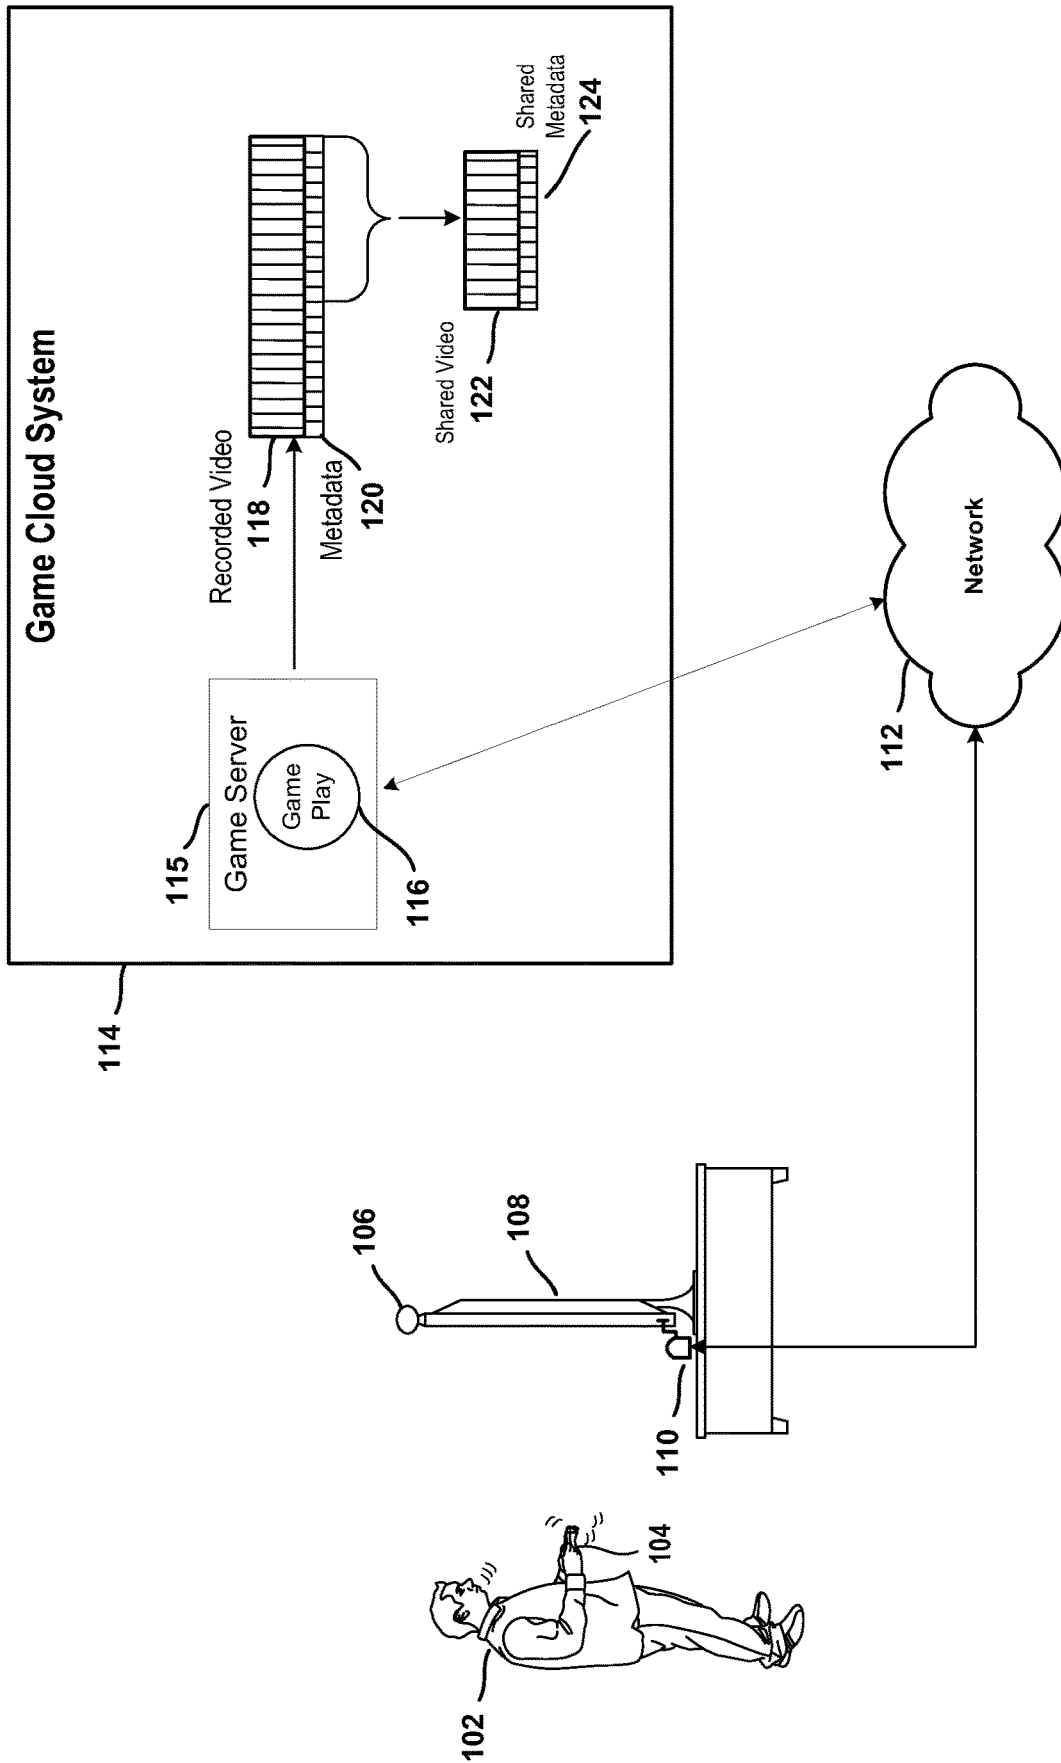 Game Cloud System
114
115
Game Server
Game
Play
116
Recorded Video
118
Metadata
120
Shared Video
122
Shared
Metadata
124
102
104
106
108
110
112
Network